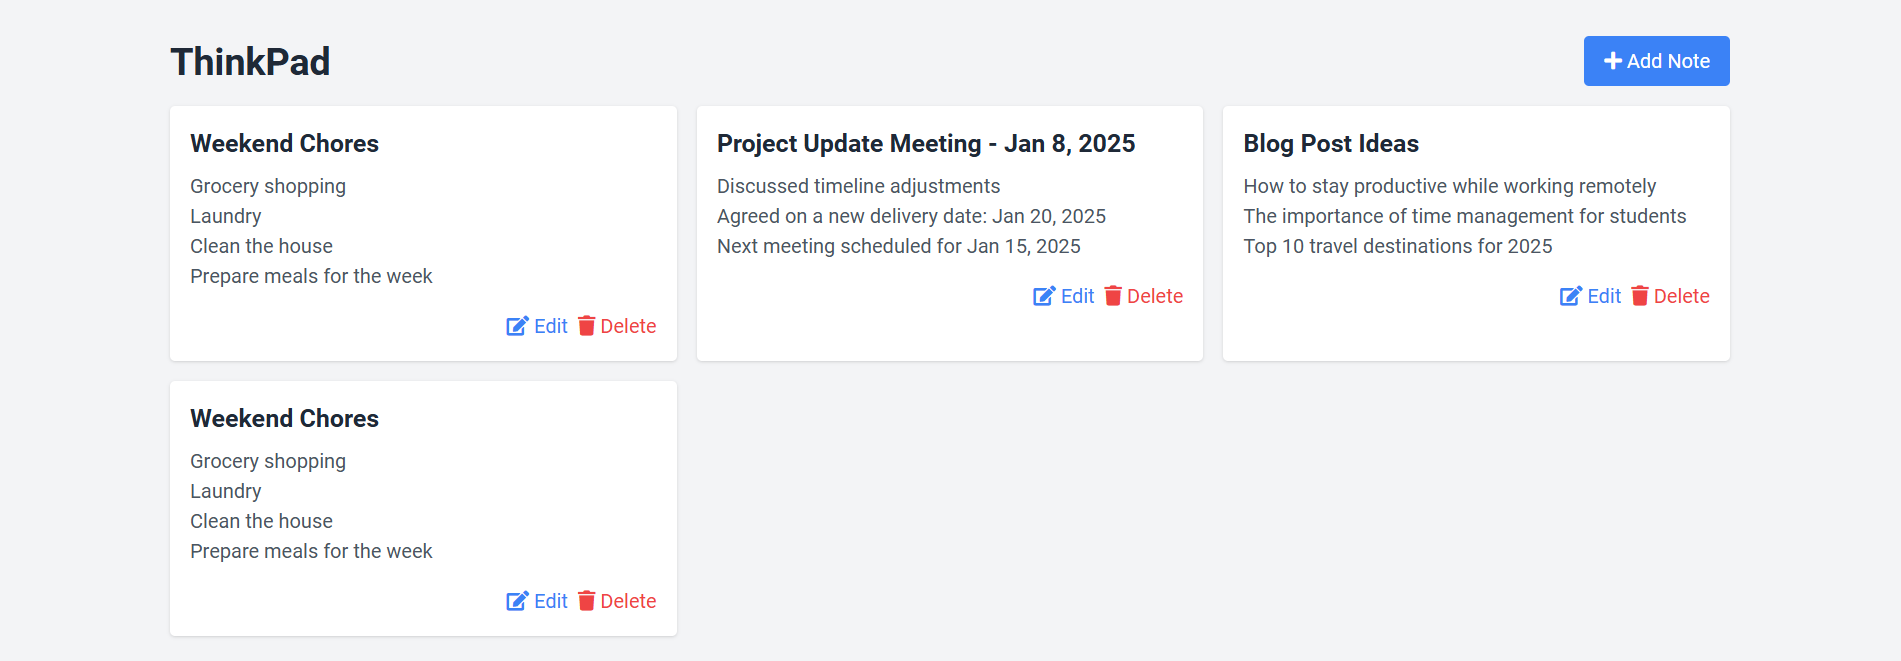 ThinkPad
Add Note
Weekend Chores
Grocery shopping
Laundry
Clean the house
Prepare meals for the week
Edit Delete
Project Update Meeting - Jan 8, 2025
Discussed timeline adjustments
Agreed on a new delivery date: Jan 20, 2025
Next meeting scheduled for Jan 15, 2025
Edit Delete
Blog Post Ideas
How to stay productive while working remotely
The importance of time management for students
Top 10 travel destinations for 2025
Edit Delete
Weekend Chores
Grocery shopping
Laundry
Clean the house
Prepare meals for the week
Edit Delete